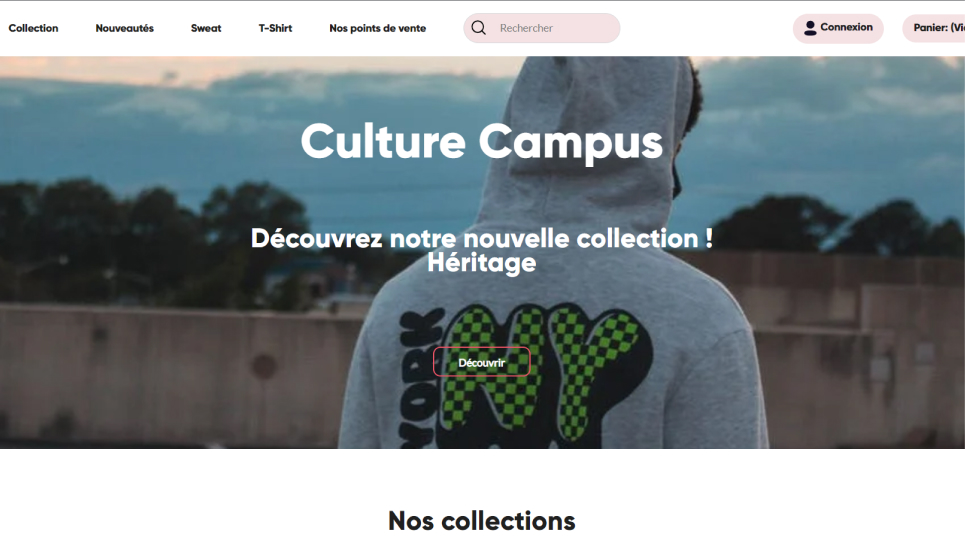 Collection
Nouveautés
Sweat
T-Shirt
Nos points de vente
Rechercher
Connexion
Panier: (Vi
Culture Campus
Découvrez notre nouvelle collection !
Héritage
YORK
NY
Découvrir
Nos collections